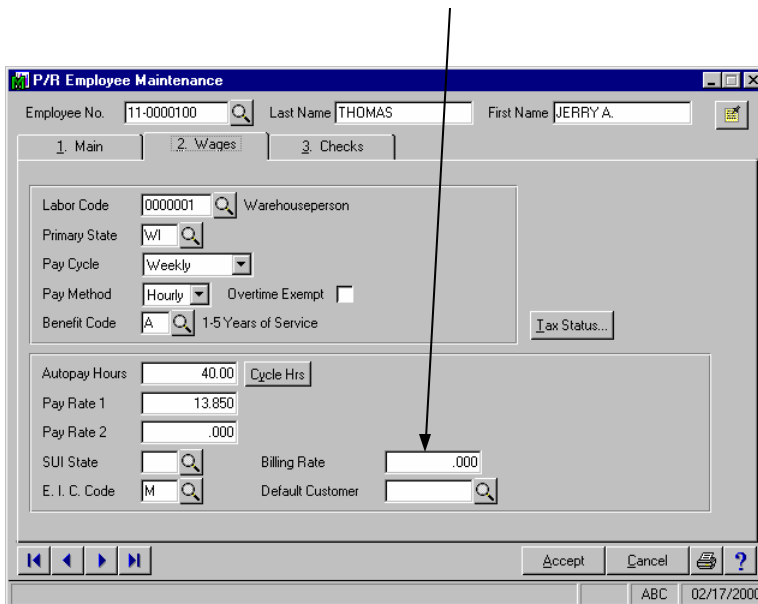 P/R Employee Maintenance
Employee No. 11-0000100 Last Name THOMAS First Name JERRY A.
1. Main 2. Wages 3. Checks
Labor Code 0000001 Warehouseperson
Primary State WI
Pay Cycle Weekly
Pay Method Hourly Overtime Exempt
Benefit Code A 1-5 Years of Service Tax Status...
Autopay Hours 40.00 Cycle Hrs
Pay Rate 1 13.850
Pay Rate 2 .000
SUI State Billing Rate .000
E. I. C. Code M Default Customer
Accept Cancel ?
ABC 02/17/2000